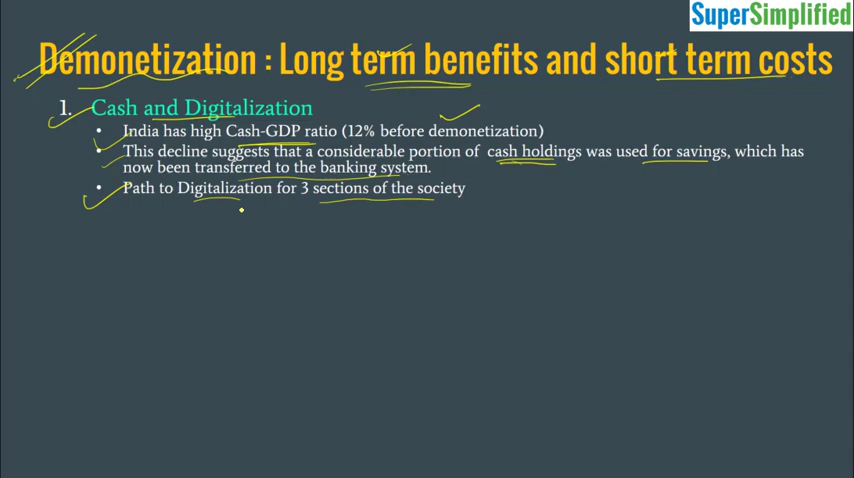 SuperSimplified
Demonetization : Long term benefits and short term costs
1. Cash and Digitalization
• India has high Cash-GDP ratio (12% before demonetization)
• This decline suggests that a considerable portion of cash holdings was used for savings, which has
now been transferred to the banking system.
• Path to Digitalization for 3 sections of the society